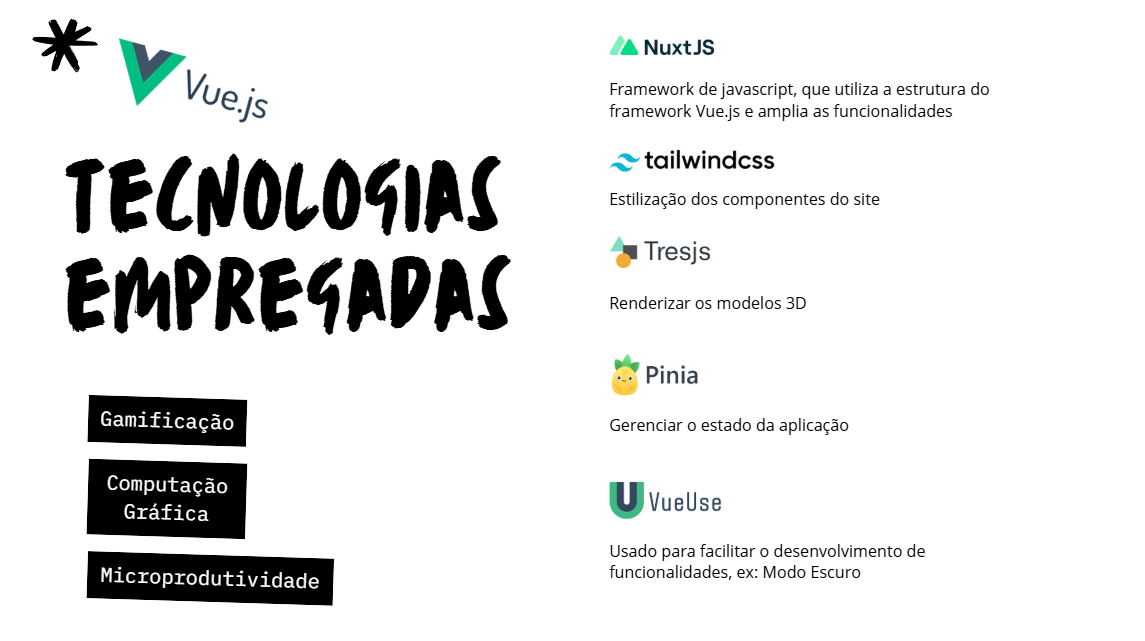 Vue.js
TECNOLOGIAS
EMPREGADAS
Gamificação
Computação
Gráfica
Microprodutividade
NuxtJS
Framework de javascript, que utiliza a estrutura do
framework Vue.js e amplia as funcionalidades
tailwindcss
Estilização dos componentes do site
Tresjs
Renderizar os modelos 3D
Pinia
Gerenciar o estado da aplicação
VueUse
Usado para facilitar o desenvolvimento de
funcionalidades, ex: Modo Escuro